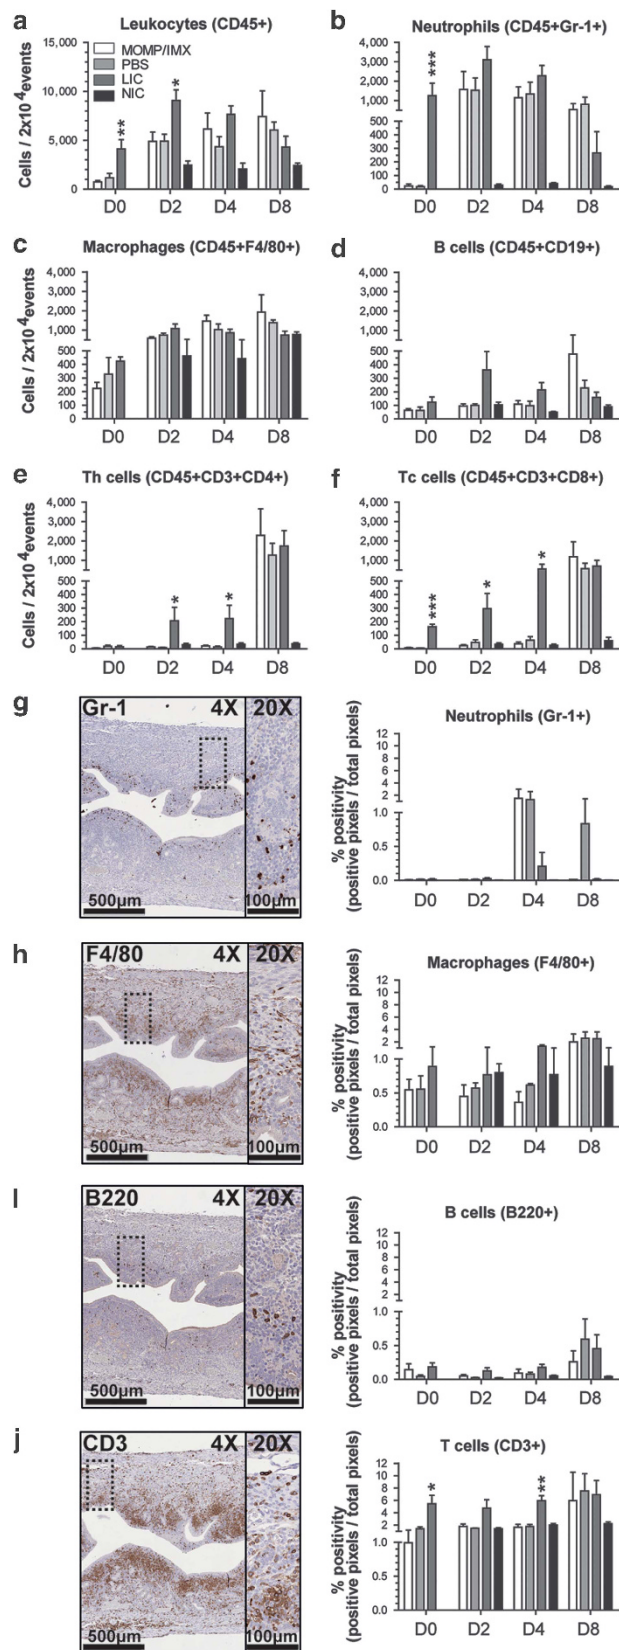 a
Leukocytes (CD45+)
Cells / 2x10⁴events
15,000
10,000
5,000
0
MOMP/IMX
PBS
LIC
NIC
**
*
D0 D2 D4 D8
b
Neutrophils (CD45+Gr-1+)
4,000
3,000
2,000
1,000
500
400
300
200
100
0
***
D0 D2 D4 D8
c
Macrophages (CD45+F4/80+)
Cells / 2x10⁴events
4,000
3,000
2,000
1,000
500
400
300
200
100
0
D0 D2 D4 D8
d
B cells (CD45+CD19+)
4,000
3,000
2,000
1,000
500
400
300
200
100
0
D0 D2 D4 D8
e
Th cells (CD45+CD3+CD4+)
Cells / 2x10⁴events
4,000
3,000
2,000
1,000
500
400
300
200
100
0
*
*
D0 D2 D4 D8
f
Tc cells (CD45+CD3+CD8+)
4,000
3,000
2,000
1,000
500
400
300
200
100
0
***
*
*
D0 D2 D4 D8
g
Gr-1 4X 20X
500µm 100µm
Neutrophils (Gr-1+)
% positivity
(positive pixels / total pixels)
12
10
8
6
4
2
1.0
0.5
0.0
D0 D2 D4 D8
h
F4/80 4X 20X
500µm 100µm
Macrophages (F4/80+)
% positivity
(positive pixels / total pixels)
12
10
8
6
4
2
1.0
0.5
0.0
D0 D2 D4 D8
I
B220 4X 20X
500µm 100µm
B cells (B220+)
% positivity
(positive pixels / total pixels)
12
10
8
6
4
2
1.0
0.5
0.0
D0 D2 D4 D8
j
CD3 4X 20X
500µm 100µm
T cells (CD3+)
% positivity
(positive pixels / total pixels)
12
10
8
6
4
2
1.0
0.5
0.0
*
**
D0 D2 D4 D8